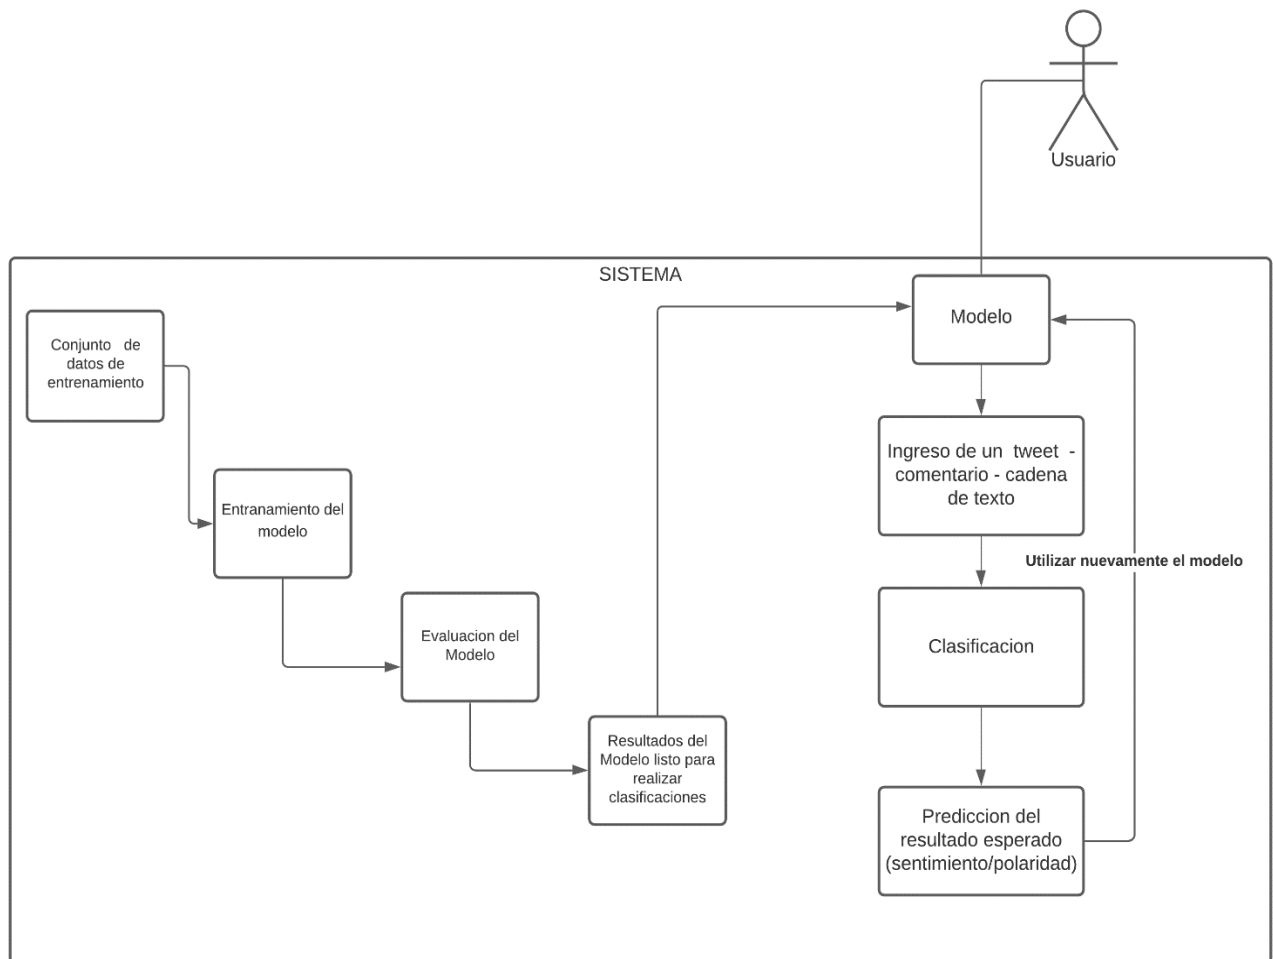 Usuario
SISTEMA
Conjunto de
datos de
entrenamiento
Entranamiento del
modelo
Evaluacion del
Modelo
Resultados del
Modelo listo para
realizar
clasificaciones
Modelo
Ingreso de un tweet -
comentario - cadena
de texto
Utilizar nuevamente el modelo
Clasificacion
Prediccion del
resultado esperado
(sentimiento/polaridad)